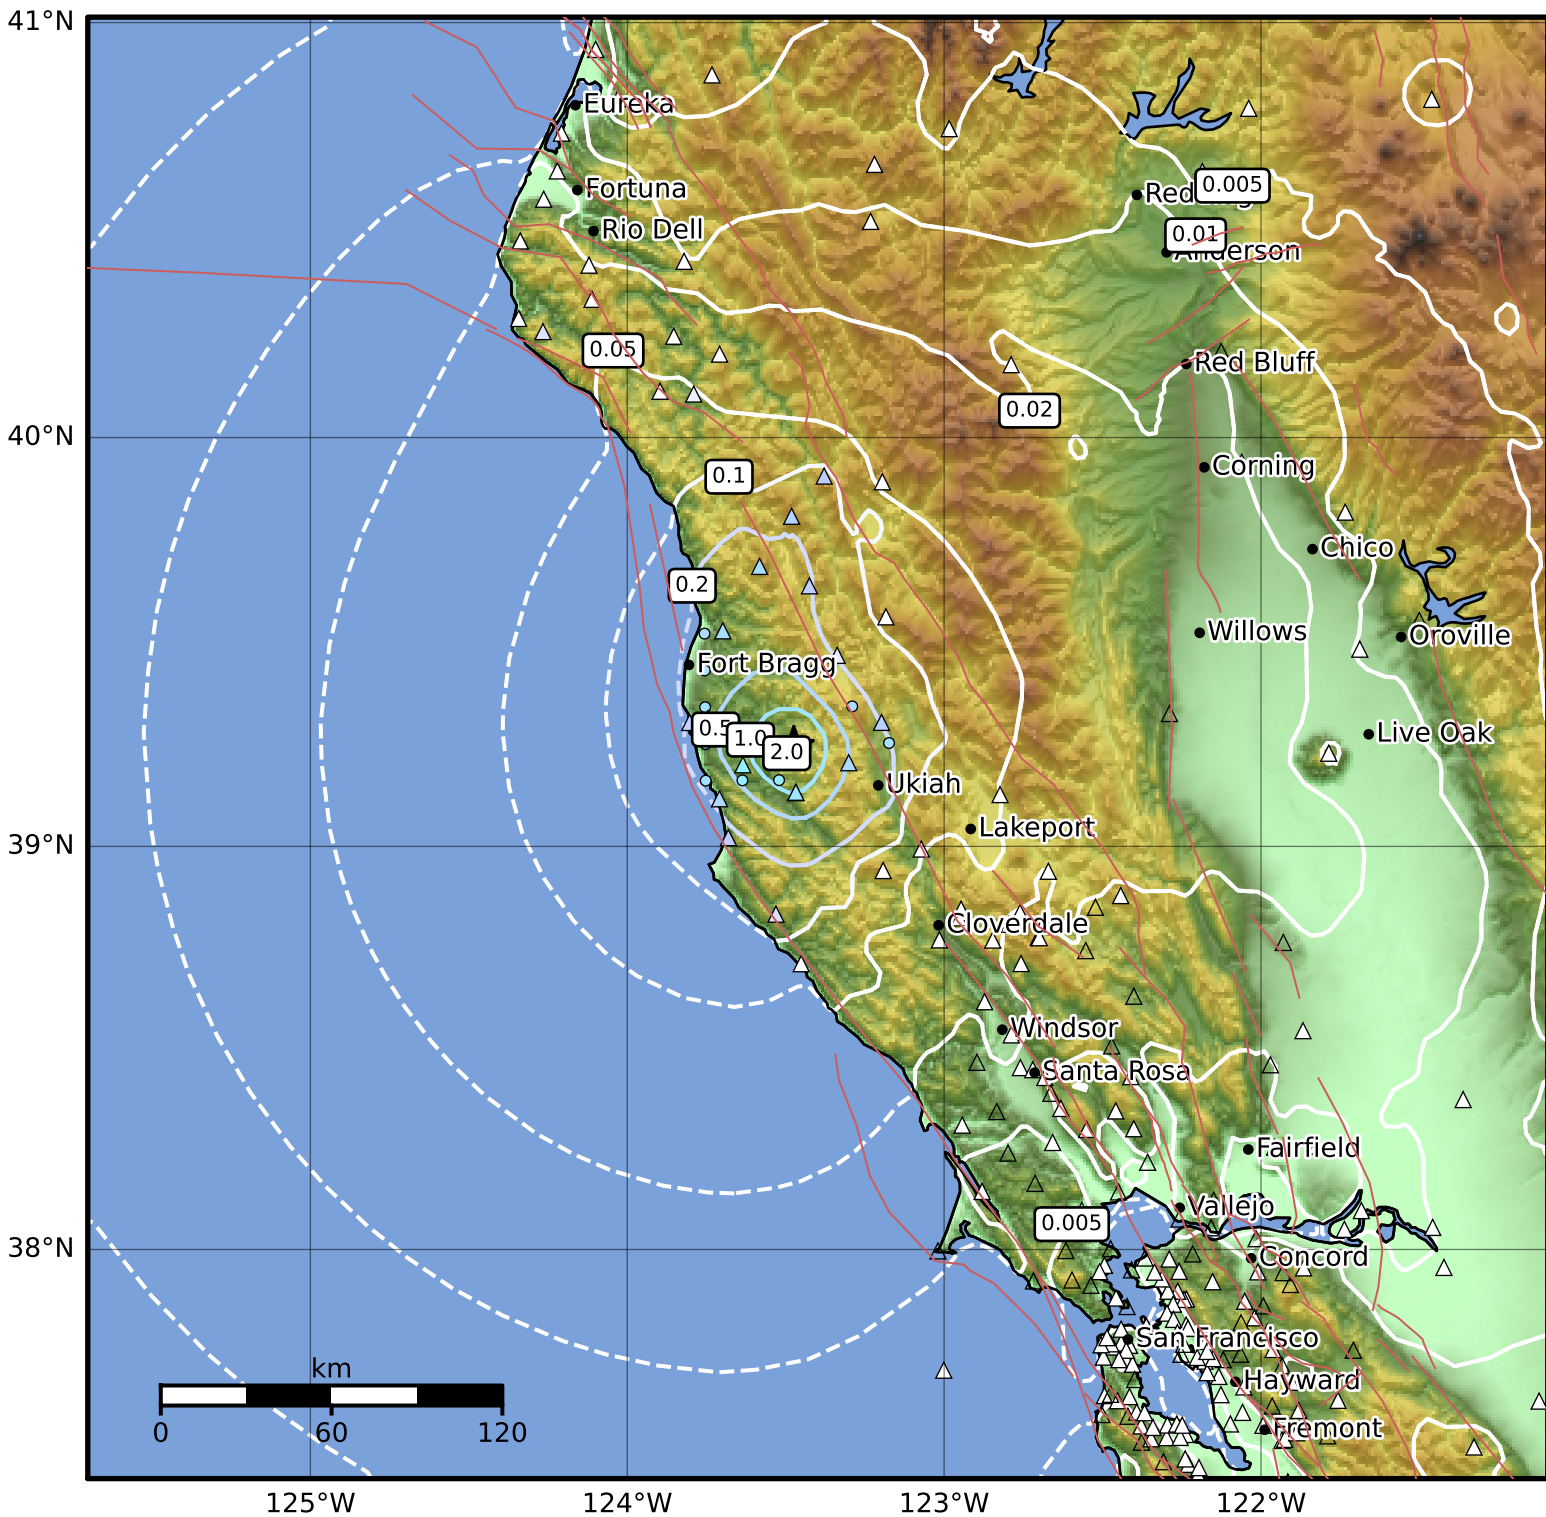 41°N
Eureka
Fortuna
0.005
Rio Dell
0.01
Anderson
0.05
Red Bluff
0.02
40°N
0.1
Corning
Chico
0.2
Willows
Oroville
Fort Bragg
0.5
1.0
2.0
Live Oak
Ukiah
Lakeport
39°N
Cloverdale
Windsor
Santa Rosa
Fairfield
Vallejo
0.005
38°N
Concord
San Francisco
km
Hayward
0
60
120
Fremont
125°W
124°W
123°W
122°W